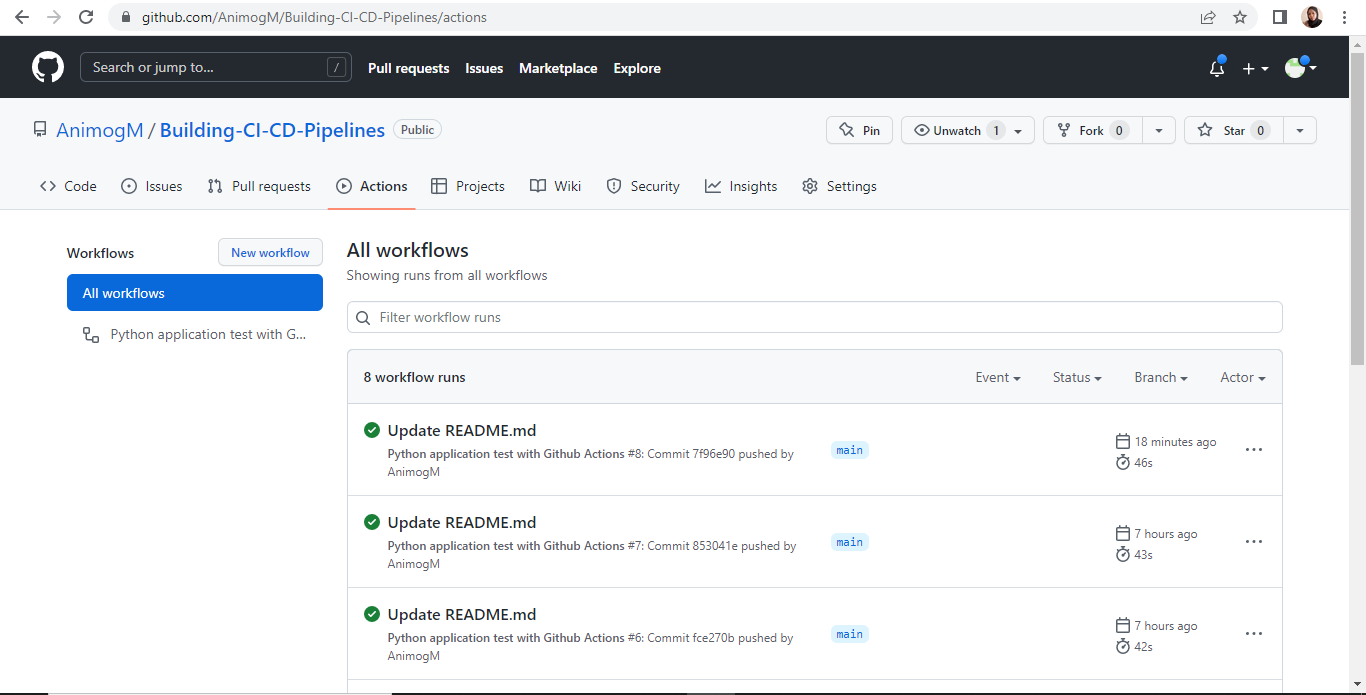 github.com/AnimogM/Building-CI-CD-Pipelines/actions
Search or jump to... /
Pull requests Issues Marketplace Explore
AnimogM / Building-CI-CD-Pipelines Public
Pin Unwatch 1 Fork 0 Star 0
Code Issues Pull requests Actions Projects Wiki Security Insights Settings
Workflows New workflow
All workflows
Python application test with G...
All workflows
Showing runs from all workflows
Filter workflow runs
8 workflow runs Event Status Branch Actor
Update README.md
Python application test with Github Actions #8: Commit 7f96e90 pushed by
AnimogM
main
18 minutes ago
46s
Update README.md
Python application test with Github Actions #7: Commit 853041e pushed by
AnimogM
main
7 hours ago
43s
Update README.md
Python application test with Github Actions #6: Commit fce270b pushed by
AnimogM
main
7 hours ago
42s